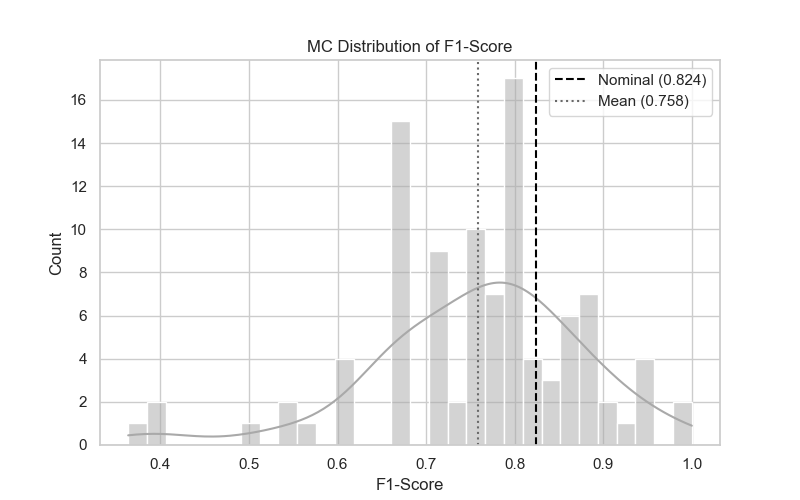 MC Distribution of F1-Score
Nominal (0.824)
Mean (0.758)
16
14
12
10
8
6
4
2
0
Count
0.4 0.5 0.6 0.7 0.8 0.9 1.0
F1-Score